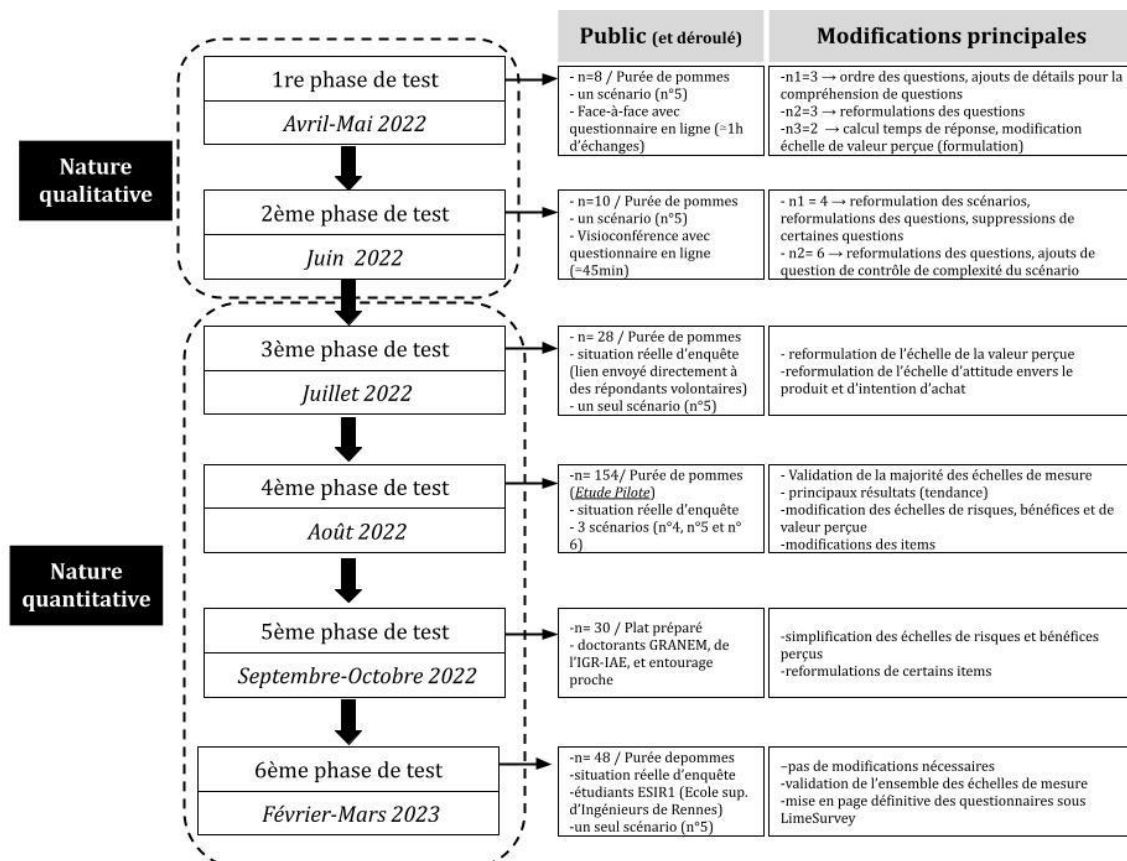 Public (et déroulé)
Modifications principales
Nature
qualitative
1re phase de test
Avril-Mai 2022
- n=8 / Purée de pommes
- un scénario (n°5)
- Face-à-face avec
questionnaire en ligne (≃1h
d'échanges)
-n1=3 → ordre des questions, ajouts de détails pour la
compréhension de questions
-n2=3 → reformulations des questions
-n3=2 → calcul temps de réponse, modification
échelle de valeur perçue (formulation)
2ème phase de test
Juin 2022
- n=10 / Purée de pommes
- un scénario (n°5)
- Visioconférence avec
questionnaire en ligne
(≃45min)
- n1 = 4 → reformulation des scénarios,
reformulations des questions, suppressions de
certaines questions
- n2= 6 → reformulations des questions, ajouts de
question de contrôle de complexité du scénario
Nature
quantitative
3ème phase de test
Juillet 2022
- n= 28 / Purée de pommes
- situation réelle d'enquête
(lien envoyé directement à
des répondants volontaires)
- un seul scénario (n°5)
- reformulation de l'échelle de la valeur perçue
-reformulation de l'échelle d'attitude envers le
produit et d'intention d'achat
4ème phase de test
Août 2022
-n= 154/ Purée de pommes
(Etude Pilote)
- situation réelle d'enquête
- 3 scénarios (n°4, n°5 et n°
6)
- Validation de la majorité des échelles de mesure
- principaux résultats (tendance)
-modification des échelles de risques, bénéfices et de
valeur perçue
-modifications des items
5ème phase de test
Septembre-Octobre 2022
-n= 30 / Plat préparé
- doctorants GRANEM, de
l'IGR-IAE, et entourage
proche
-simplification des échelles de risques et bénéfices
perçus
-reformulations de certains items
6ème phase de test
Février-Mars 2023
-n= 48 / Purée depommes
-situation réelle d'enquête
-étudiants ESIR1 (Ecole sup.
d'Ingénieurs de Rennes)
-un seul scénario (n°5)
–pas de modifications nécessaires
-validation de l'ensemble des échelles de mesure
-mise en page définitive des questionnaires sous
LimeSurvey